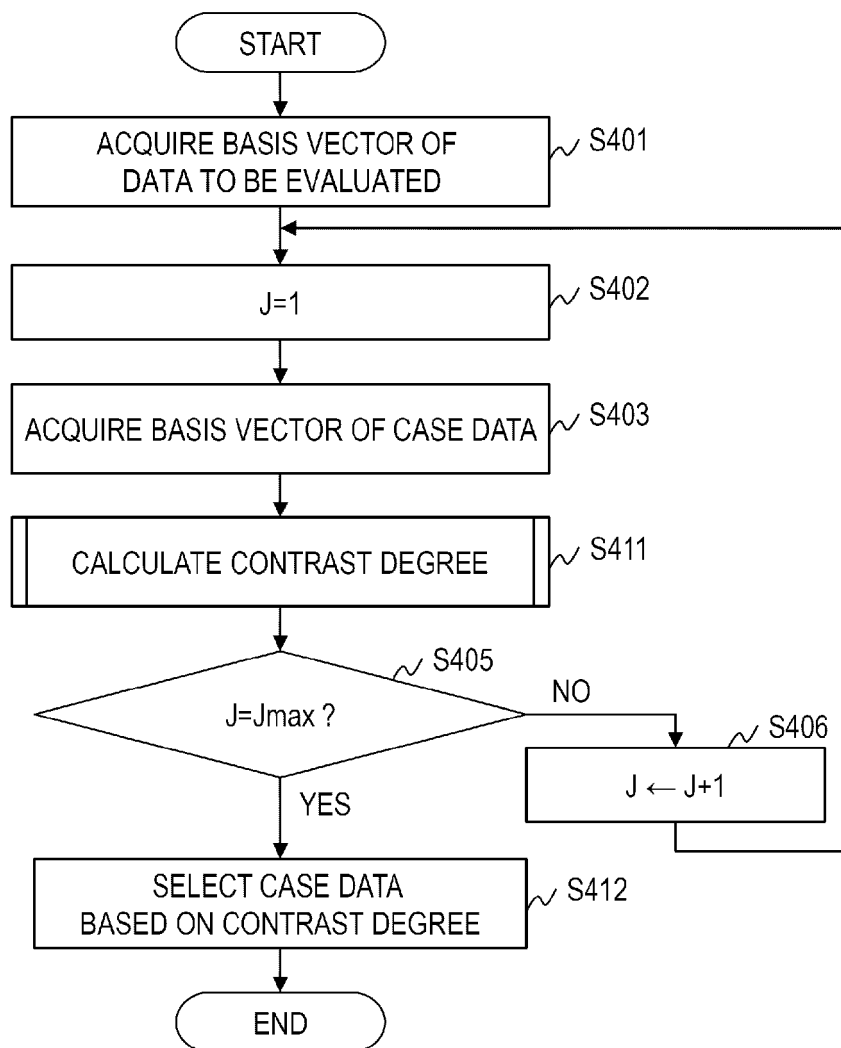 START
ACQUIRE BASIS VECTOR OF
DATA TO BE EVALUATED
S401
J=1
S402
ACQUIRE BASIS VECTOR OF CASE DATA
S403
CALCULATE CONTRAST DEGREE
S411
S405
J=Jmax ?
NO
S406
J ← J+1
YES
SELECT CASE DATA
BASED ON CONTRAST DEGREE
S412
END